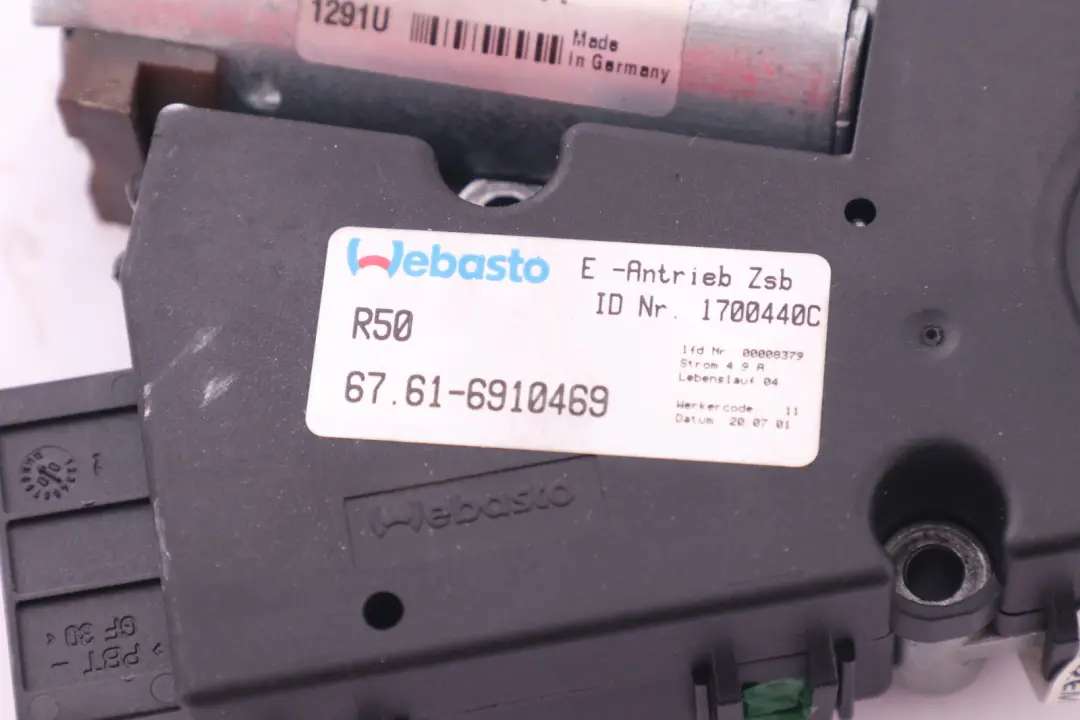 1291U
Made
in Germany
Webasto
E -Antrieb Zsb
ID Nr. 1700440C
R50
lfd Nr 00008379
Strom 4 9 A
Lebenslauf 04
67.61-6910469
Werkercode 11
Datum 20 07 01
Webasto
PBT -
GF 30